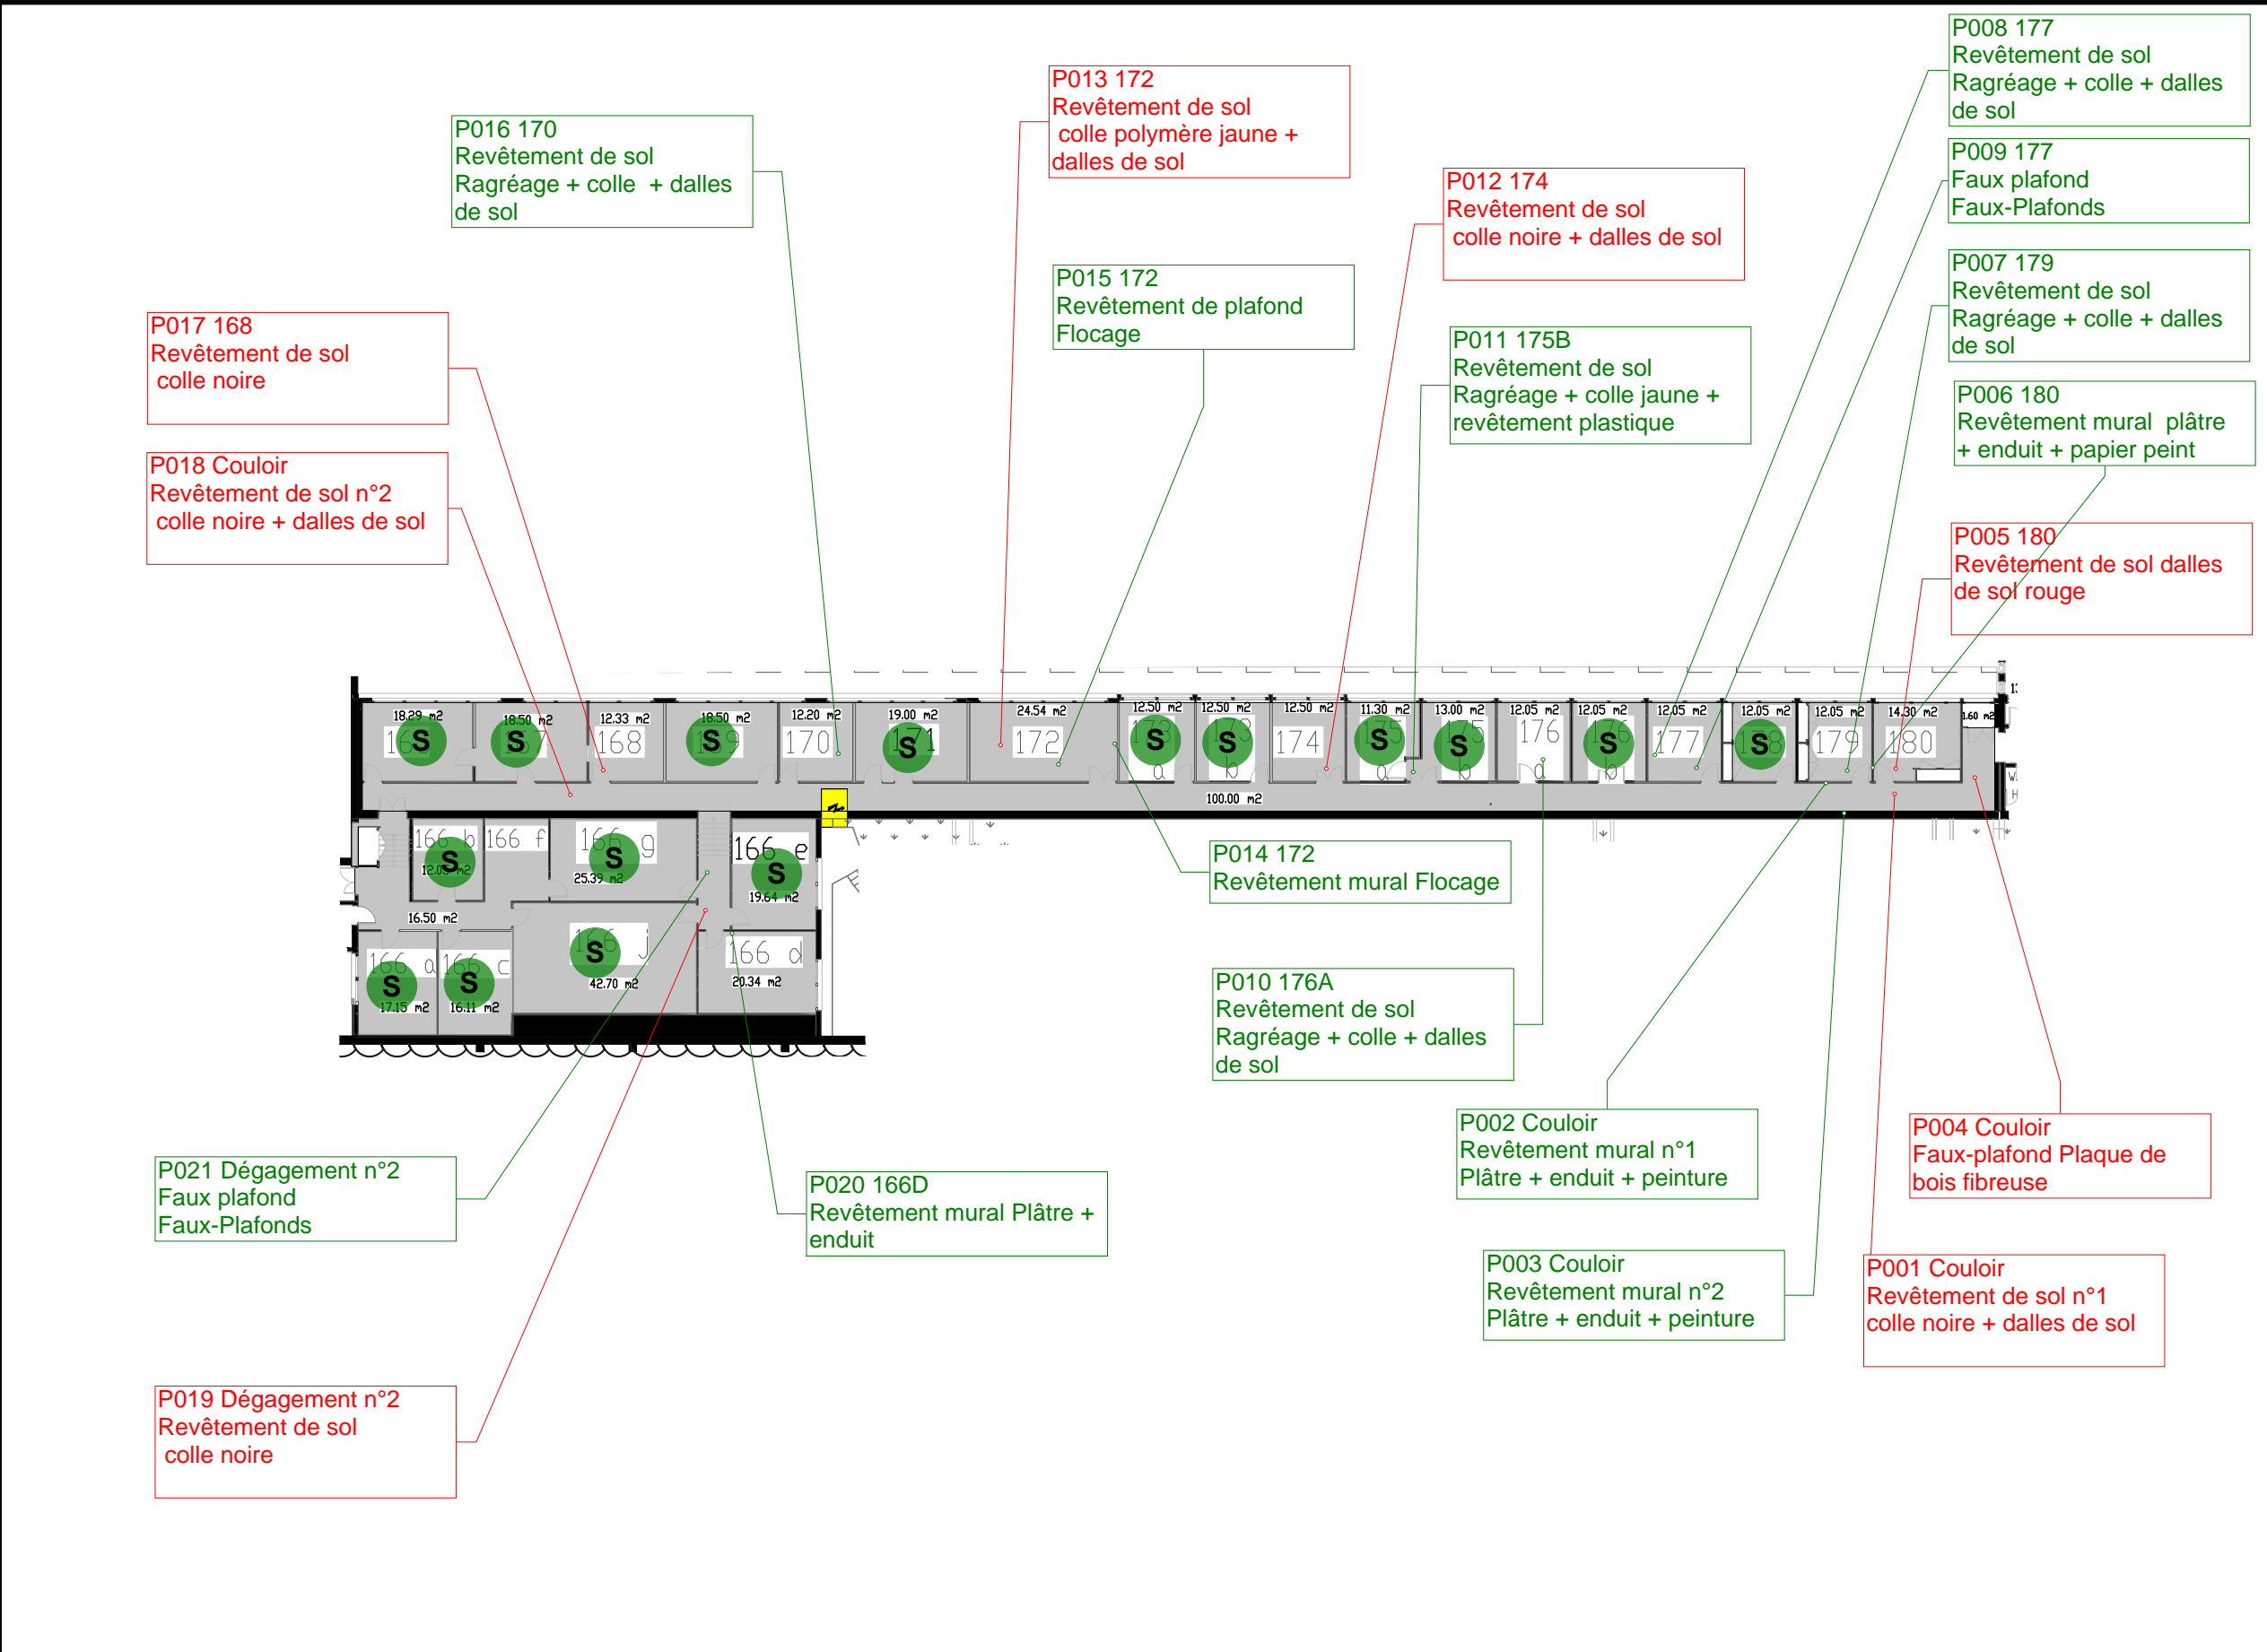 P008 177
Revêtement de sol
Ragréage + colle + dalles
de sol
P013 172
Revêtement de sol
colle polymère jaune +
dalles de sol
P016 170
Revêtement de sol
Ragréage + colle + dalles
de sol
P009 177
Faux plafond
Faux-Plafonds
P012 174
Revêtement de sol
colle noire + dalles de sol
P007 179
Revêtement de sol
Ragréage + colle + dalles
de sol
P015 172
Revêtement de plafond
Flocage
P017 168
Revêtement de sol
colle noire
P011 175B
Revêtement de sol
Ragréage + colle jaune +
revêtement plastique
P006 180
Revêtement mural plâtre
+ enduit + papier peint
P018 Couloir
Revêtement de sol n°2
colle noire + dalles de sol
P005 180
Revêtement de sol dalles
de sol rouge
18.29 m2 18.50 m2 12.33 m2 18.50 m2 12.20 m2 19.00 m2 24.54 m2 12.50 m2 12.50 m2 12.50 m2 11.30 m2 13.00 m2 12.05 m2 12.05 m2 12.05 m2 12.05 m2 12.05 m2 14.30 m2 1.60 m2
S S 168 S 170 S 172 S S 174 S S 176 S 177 S 179 180
a b a b a b
100.00 m2
166 b 166 f 166 g 166 e
S S S
12.05 m2 25.39 m2 19.64 m2
16.50 m2
166 a 166 c 166 j 166 d
S S S
17.15 m2 16.11 m2 42.70 m2 20.34 m2
P014 172
Revêtement mural Flocage
P010 176A
Revêtement de sol
Ragréage + colle + dalles
de sol
P002 Couloir
Revêtement mural n°1
Plâtre + enduit + peinture
P004 Couloir
Faux-plafond Plaque de
bois fibreuse
P021 Dégagement n°2
Faux plafond
Faux-Plafonds
P020 166D
Revêtement mural Plâtre +
enduit
P003 Couloir
Revêtement mural n°2
Plâtre + enduit + peinture
P001 Couloir
Revêtement de sol n°1
colle noire + dalles de sol
P019 Dégagement n°2
Revêtement de sol
colle noire